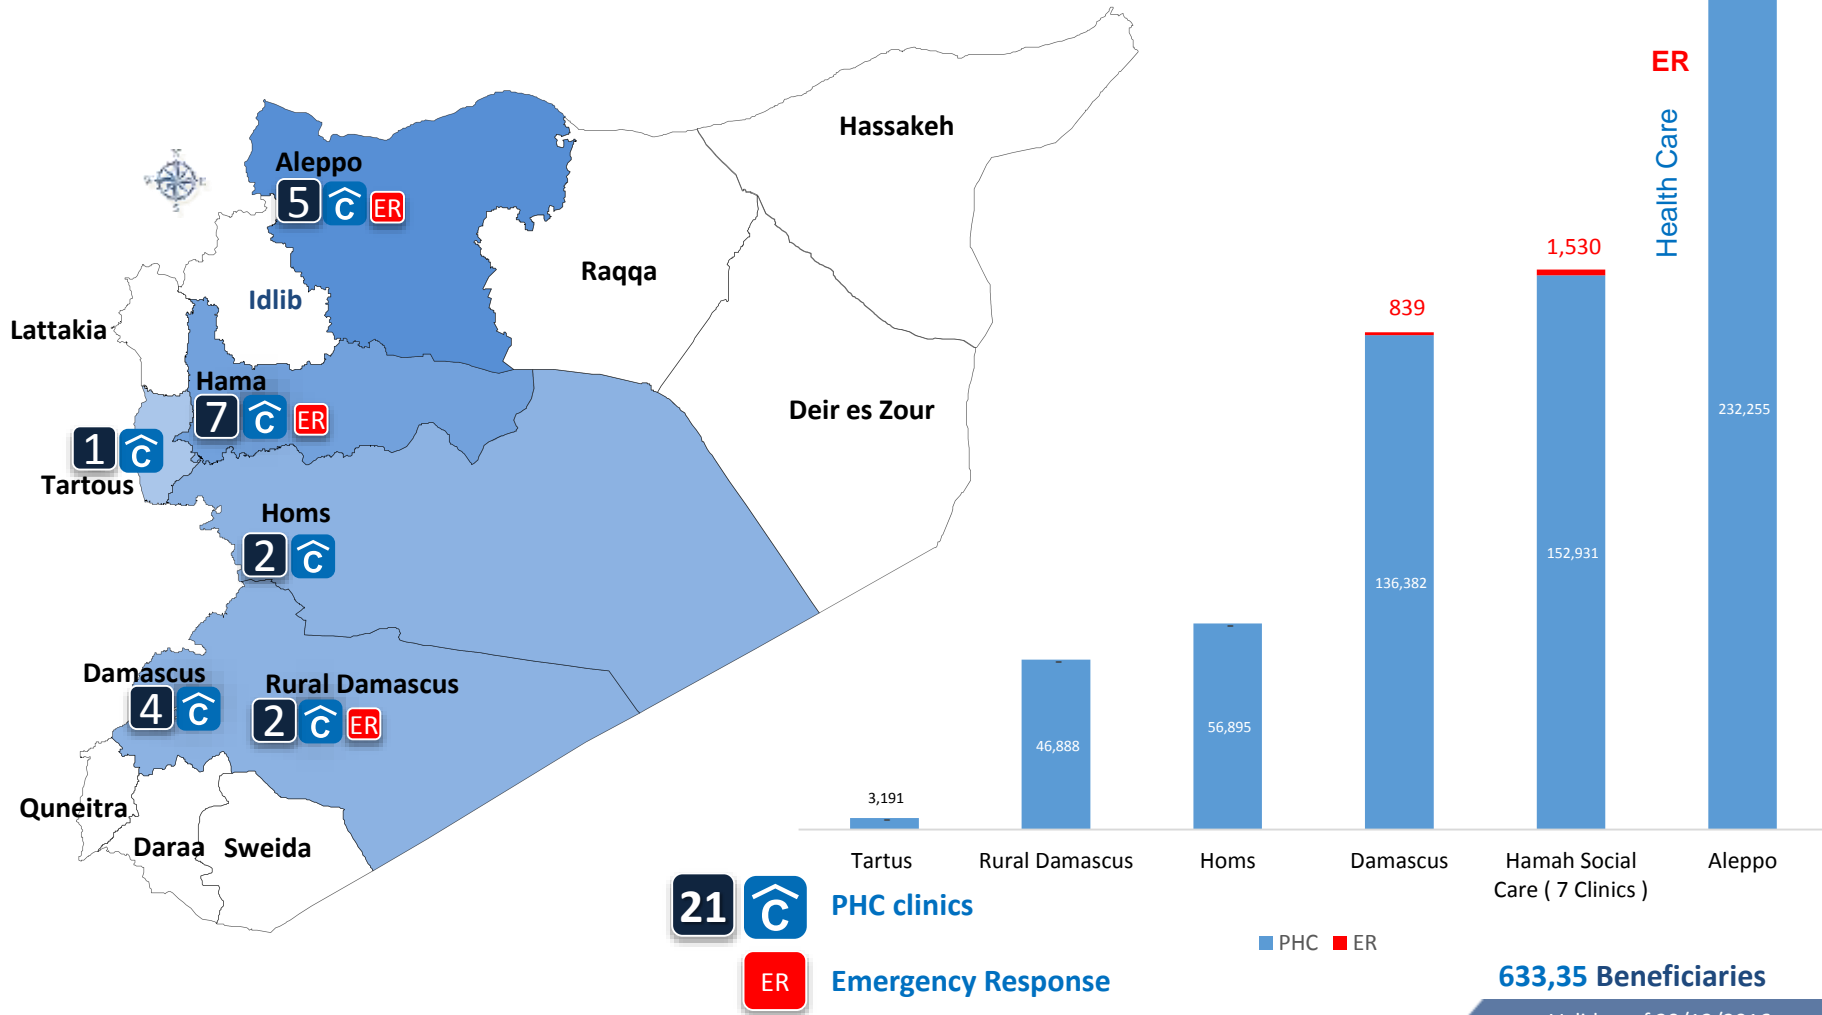 Aleppo
5 C ER
Hassakeh
Raqqa
Idlib
Lattakia
Hama
7 C ER
Deir es Zour
1 C
Tartous
Homs
2 C
Damascus
4 C
Rural Damascus
2 C ER
Quneitra
Daraa
Sweida
21 C PHC clinics
ER Emergency Response
ER
Health Care
1,530
839
232,255
152,931
136,382
56,895
46,888
3,191
Tartus
Rural Damascus
Homs
Damascus
Hamah Social
Care ( 7 Clinics )
Aleppo
PHC ER
633,35 Beneficiaries